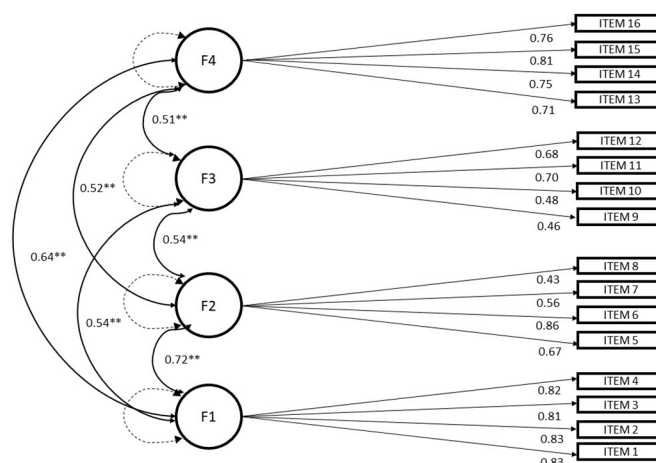 F4
0.51**
F3
0.52**
0.54**
0.64**
F2
0.54**
0.72**
F1
0.76
0.81
0.75
0.71
ITEM 16
ITEM 15
ITEM 14
ITEM 13
0.68
0.70
0.48
0.46
ITEM 12
ITEM 11
ITEM 10
ITEM 9
0.43
0.56
0.86
0.67
ITEM 8
ITEM 7
ITEM 6
ITEM 5
0.82
0.81
0.83
0.83
ITEM 4
ITEM 3
ITEM 2
ITEM 1